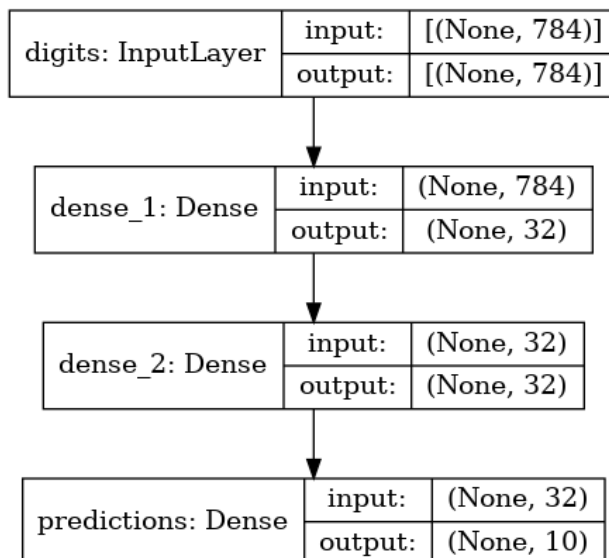 digits: InputLayer
input: [(None, 784)]
output: [(None, 784)]
dense_1: Dense
input: (None, 784)
output: (None, 32)
dense_2: Dense
input: (None, 32)
output: (None, 32)
predictions: Dense
input: (None, 32)
output: (None, 10)